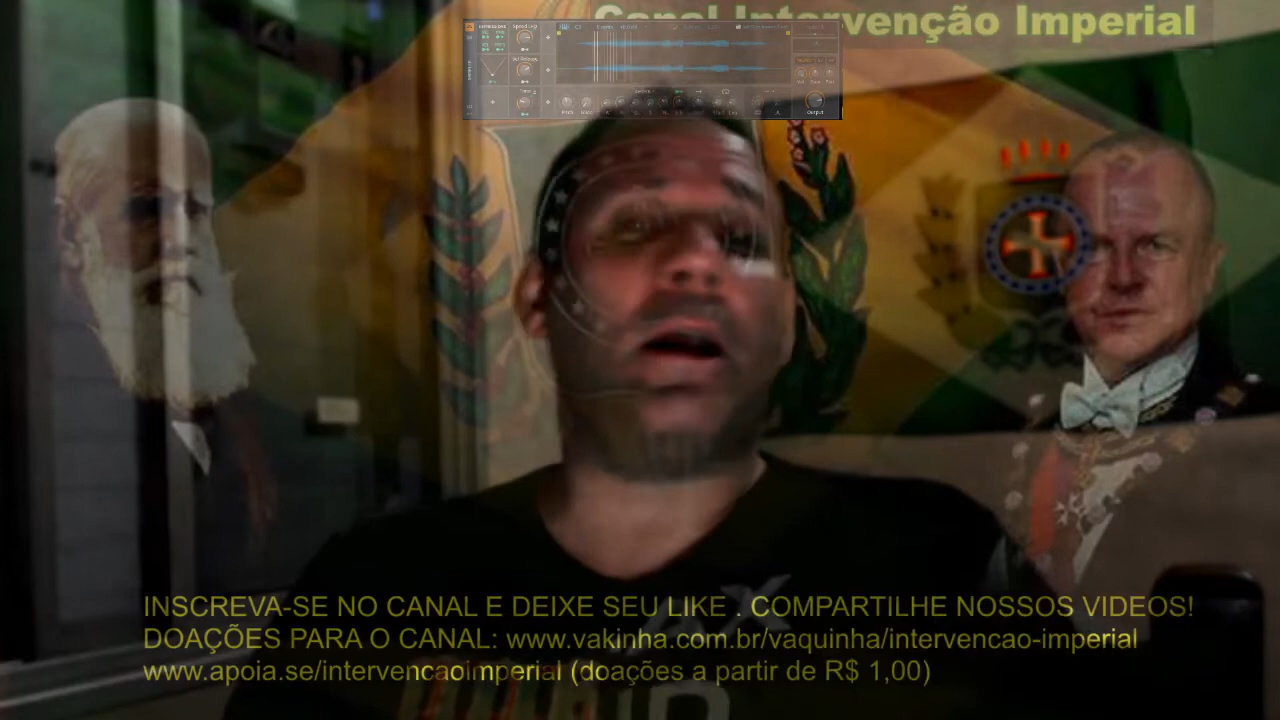 Canal Intervenção Imperial
Output
INSCREVA-SE NO CANAL E DEIXE SEU LIKE . COMPARTILHE NOSSOS VIDEOS!
DOAÇÕES PARA O CANAL: www.vakinha.com.br/vaquinha/intervencao-imperial
www.apoia.se/intervencaoimperial (doações a partir de R$ 1,00)